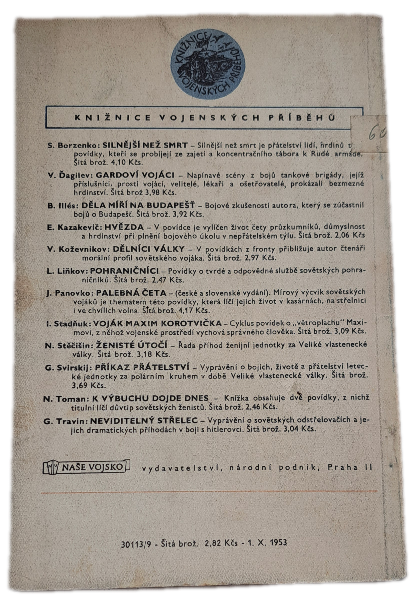 KNIŽNICE
VOJENSKÝCH PŘÍBĚHŮ
KNIŽNICE VOJENSKÝCH PŘÍBĚHŮ
60
S. Borzenko: SILNĚJŠÍ NEŽ SMRT – Silnější než smrt je přátelství lidí, hrdinů této
povídky, kteří se probíjejí ze zajetí a koncentračního tábora k Rudé armádě.
Šitá brož. 4,10 Kčs.
V. Ďagilev: GARDOVÍ VOJÁCI – Napínavé scény z bojů tankové brigády, jejíž
příslušníci, prostí vojáci, velitelé, lékaři a ošetřovatelé, prokázali bezmezné
hrdinství. Šitá brož 3,98 Kčs.
B. Illés: DĚLA MÍŘÍ NA BUDAPEŠŤ – Bojové zkušenosti autora, který se zúčastnil
bojů o Budapešť. Šitá brož. 3,92 Kčs.
E. Kazakevič: HVĚZDA – V povídce je vylíčen život čety průzkumníků, důmyslnost
a hrdinství při plnění bojového úkolu v nepřátelském týlu. Šitá brož. 2,06 Kčs
V. Koževnikov: DĚLNÍCI VÁLKY – V povídkách z fronty přibližuje autor čtenáři
morální profil sovětského vojáka. Šitá brož. 2,97 Kčs.
L. Liňkov: POHRANIČNÍCI – Povídky o tvrdé a odpovědné službě sovětských pohra-
ničníků. Šitá brož. 2,47 Kčs.
J. Panovko: PALEBNÁ ČETA – (české a slovenské vydání). Mírový výcvik sovětských
vojáků je thematem této povídky, která líčí jejich život v kasárnách, na střelnici
i ve chvílích volna. Šitá brož. 4,17 Kčs.
I. Stadňuk: VOJÁK MAXIM KOROTVIČKA – Cyklus povídek o „větroplachu" Maxi-
movi, z něhož vojenské prostředí vychová správného člověka. Šitá brož. 3,09 Kčs.
N. Stěčišin: ŽENISTÉ ÚTOČÍ – Řada příhod ženijní jednotky za Veliké vlastenecké
války. Šitá brož. 3,18 Kčs.
G. Svirskij: PŘÍKAZ PŘÁTELSTVÍ – Vyprávění o bojích, životě a přátelství letec-
ké jednotky za polárním kruhem v době Veliké vlastenecké války. Šitá brož.
3,69 Kčs.
N. Toman: K VÝBUCHU DOJDE DNES – Knížka obsahuje dvě povídky, z nichž
titulní líčí důvtip sovětských ženistů. Šitá brož. 2,46 Kčs.
G. Travin: NEVIDITELNÝ STŘELEC – Vyprávění o sovětských odstřelovačích a je-
jich dramatických příhodách v boji s hitlerovci. Šitá brož. 3,04 Kčs.
NAŠE VOJSKO vydavatelství, národní podnik, Praha II
30113/9 - Šitá brož. 2,82 Kčs - 1. X. 1953